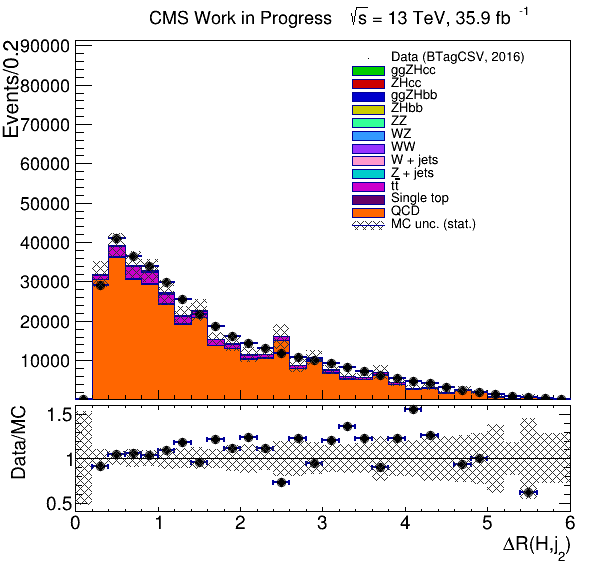 CMS Work in Progress √s = 13 TeV, 35.9 fb⁻¹
Events/0.2
90000
80000
70000
60000
50000
40000
30000
20000
10000
Data (BTagCSV, 2016)
ggZHcc
ZHcc
ggZHbb
ZHbb
ZZ
WZ
WW
W + jets
Z + jets
tt̅
Single top
QCD
MC unc. (stat.)
Data/MC
1.5
1
0.5
0 1 2 3 4 5 6
ΔR(H,j₂)